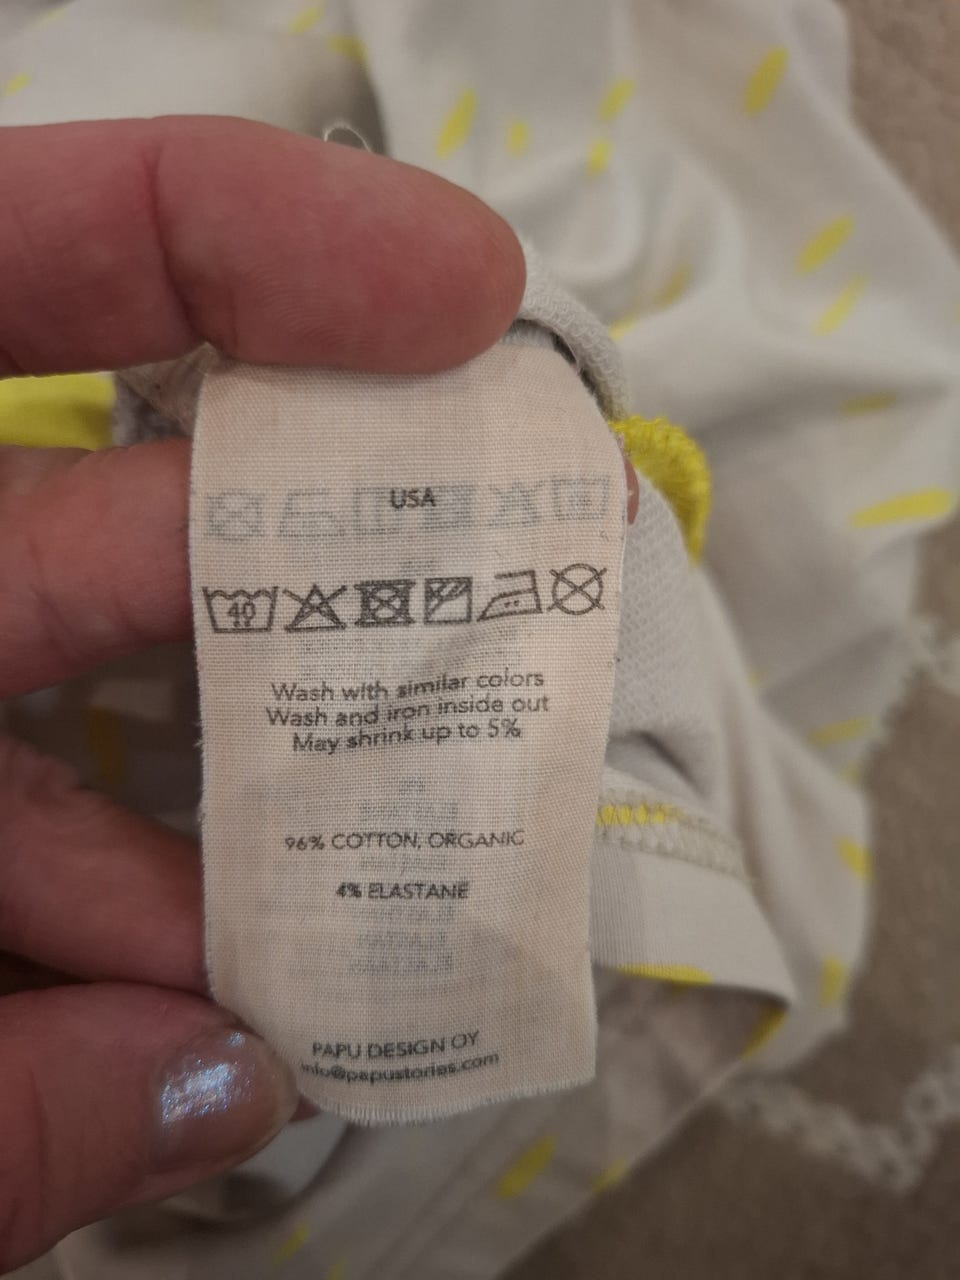 USA
40
Wash with similar colors
Wash and iron inside out
May shrink up to 5%
96% COTTON, ORGANIC
4% ELASTANE
PAPU DESIGN OY
info@papustories.com